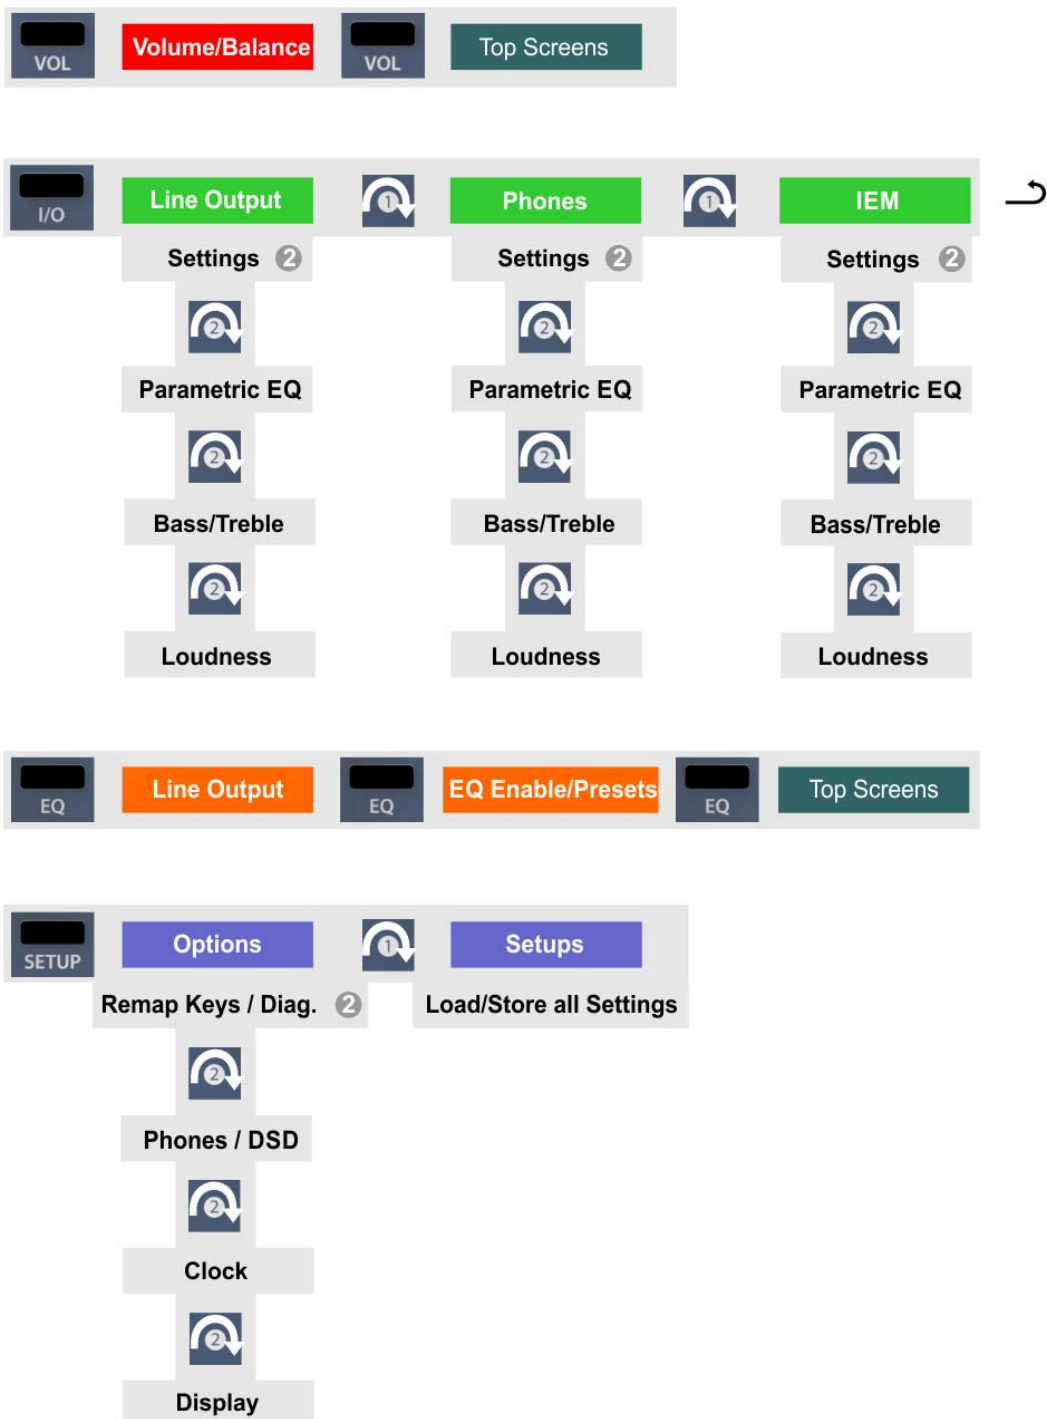 Volume/Balance Top Screens
VOL VOL
Line Output 1 Phones 1 IEM
I/O
Settings 2 Settings 2 Settings 2
2 2 2
Parametric EQ Parametric EQ Parametric EQ
2 2 2
Bass/Treble Bass/Treble Bass/Treble
2 2 2
Loudness Loudness Loudness
Line Output EQ Enable/Presets Top Screens
EQ EQ EQ
Options 1 Setups
SETUP
Remap Keys / Diag. 2 Load/Store all Settings
2
Phones / DSD
2
Clock
2
Display